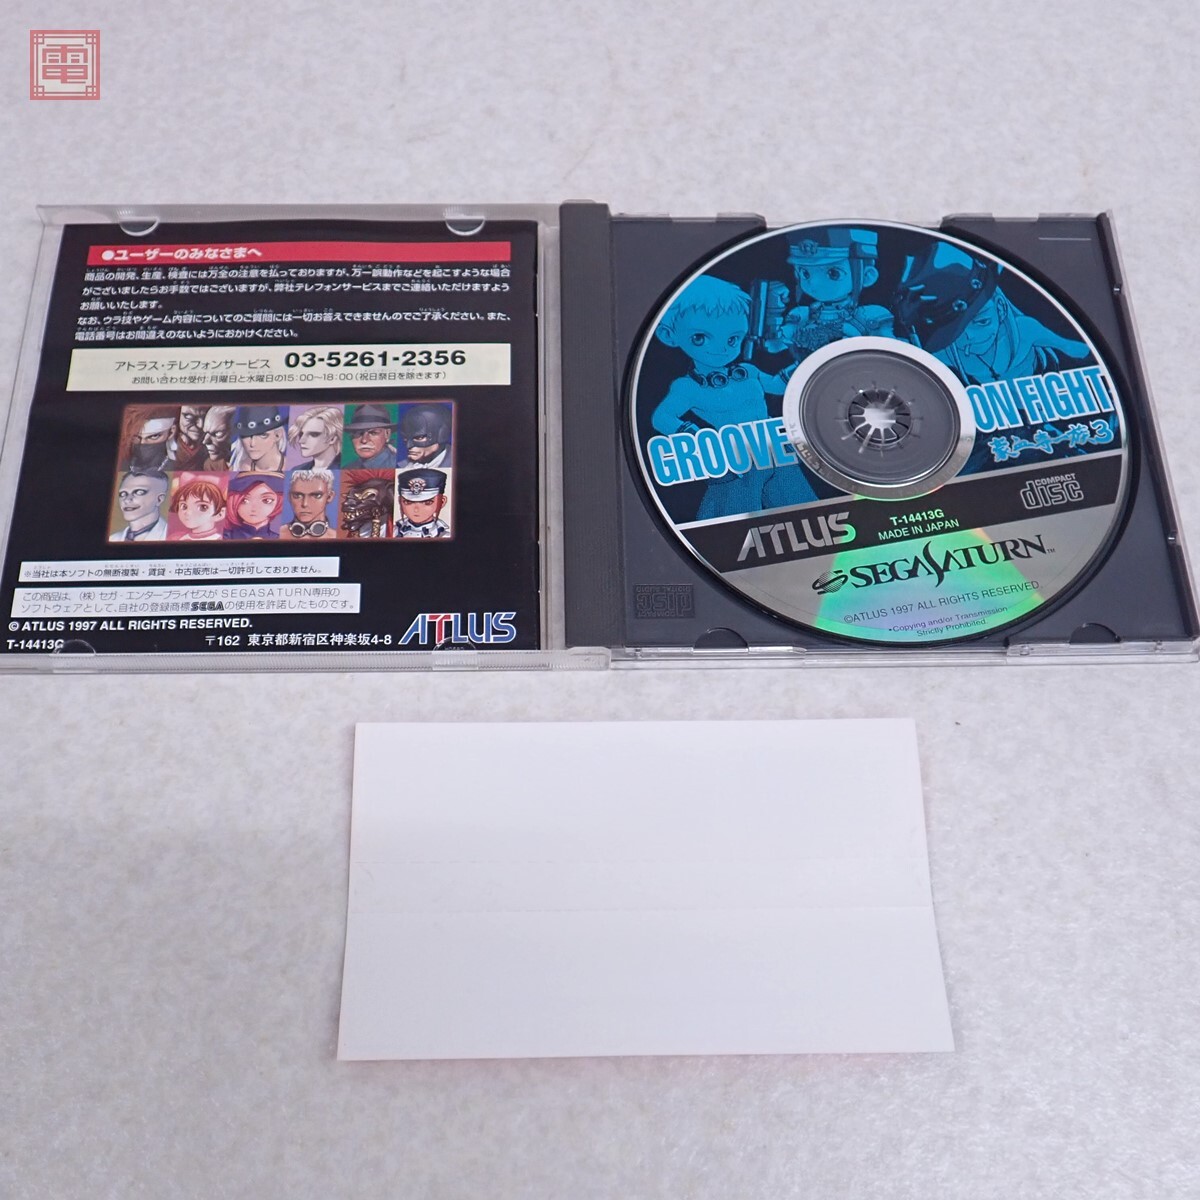 電
●ユーザーのみなさまへ
商品の開発、生産、検査には万全の注意を払っておりますが、万一誤動作などを起こすような場合
がございましたらお手数ではございますが、弊社テレフォンサービスまでご連絡いただけますよう
お願いいたします。
なお、ウラ技やゲーム内容についてのご質問には一切お答えできませんのでご了承ください。また、
電話番号はお間違えのないようにおかけください。
アトラス・テレフォンサービス 03-5261-2356
お問い合わせ受付:月曜日と水曜日の15:00〜18:00(祝日祭日を除きます)
※当社は本ソフトの無断複製・賃貸・中古販売は一切許可しておりません。
この商品は、(株)セガ・エンタープライゼスが SEGASATURN専用の
ソフトウェアとして、自社の登録商標SEGAの使用を許諾したものです。
© ATLUS 1997 ALL RIGHTS RESERVED.
T-14413G
〒162 東京都新宿区神楽坂4-8 ATLUS
GROOVE ON FIGHT
豪血寺一族3
COMPACT
disc
ATLUS
T-14413G
MADE IN JAPAN
SEGA SATURN™
©ATLUS 1997 ALL RIGHTS RESERVED.
•Copying and/or Transmission
Strictly Prohibited.